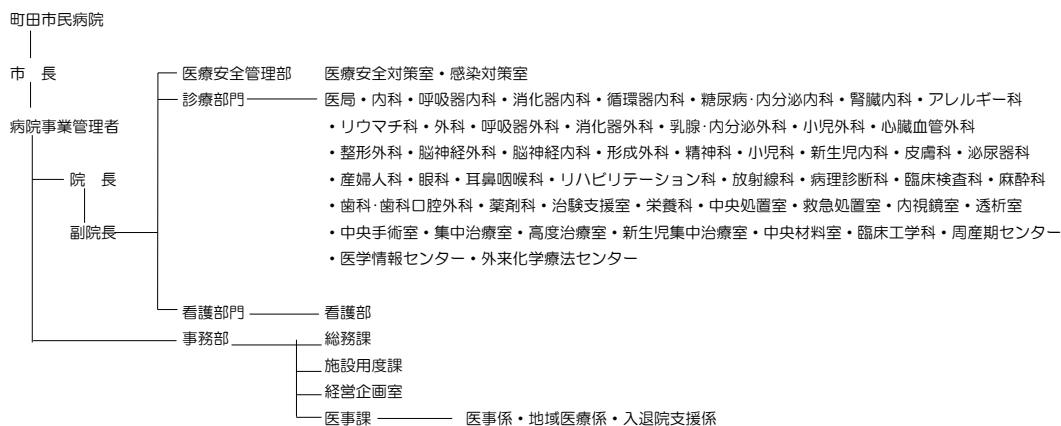 町田市民病院
市　長
医療安全管理部　医療安全対策室・感染対策室
診療部門　医局・内科・呼吸器内科・消化器内科・循環器内科・糖尿病･内分泌内科・腎臓内科・アレルギー科
病院事業管理者　・リウマチ科・外科・呼吸器外科・消化器外科・乳腺･内分泌外科・小児外科・心臓血管外科
・整形外科・脳神経外科・脳神経内科・形成外科・精神科・小児科・新生児内科・皮膚科・泌尿器科
院　長　・産婦人科・眼科・耳鼻咽喉科・リハビリテーション科・放射線科・病理診断科・臨床検査科・麻酔科
・歯科･歯科口腔外科・薬剤科・治験支援室・栄養科・中央処置室・救急処置室・内視鏡室・透析室
副院長　・中央手術室・集中治療室・高度治療室・新生児集中治療室・中央材料室・臨床工学科・周産期センター
・医学情報センター・外来化学療法センター
看護部門　看護部
事務部　総務課
施設用度課
経営企画室
医事課　医事係・地域医療係・入退院支援係